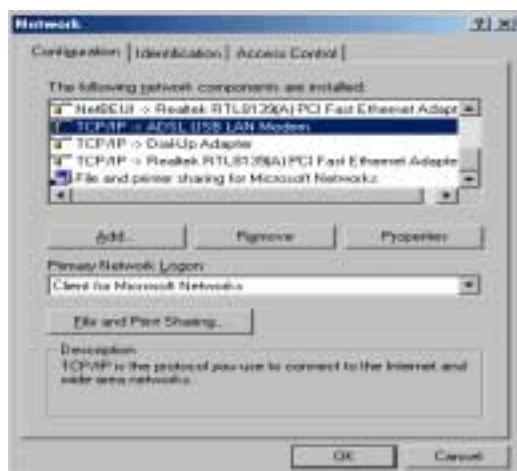 Network
Configuration Identification Access Control
The following network components are installed:
NetBEUI -> Realtek RTL8139(A) PCI Fast Ethernet Adapt
TCP/IP -> ADSL USB LAN Modem
TCP/IP -> Dial-Up Adapter
TCP/IP -> Realtek RTL8139(A) PCI Fast Ethernet Adapte
File and printer sharing for Microsoft Networks
Add... Remove Properties
Primary Network Logon:
Client for Microsoft Networks
File and Print Sharing...
Description
TCP/IP is the protocol you use to connect to the Internet and
wide-area networks.
OK Cancel